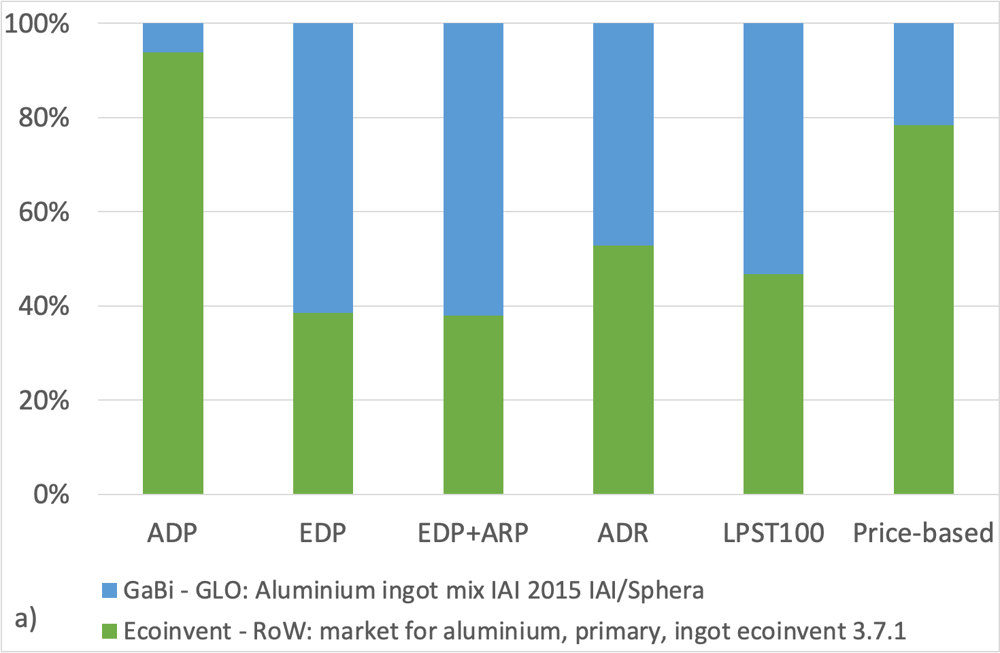 100%
80%
60%
40%
20%
0%
ADP EDP EDP+ARP ADR LPST100 Price-based
GaBi - GLO: Aluminium ingot mix IAI 2015 IAI/Sphera
a)
Ecoinvent - RoW: market for aluminium, primary, ingot ecoinvent 3.7.1